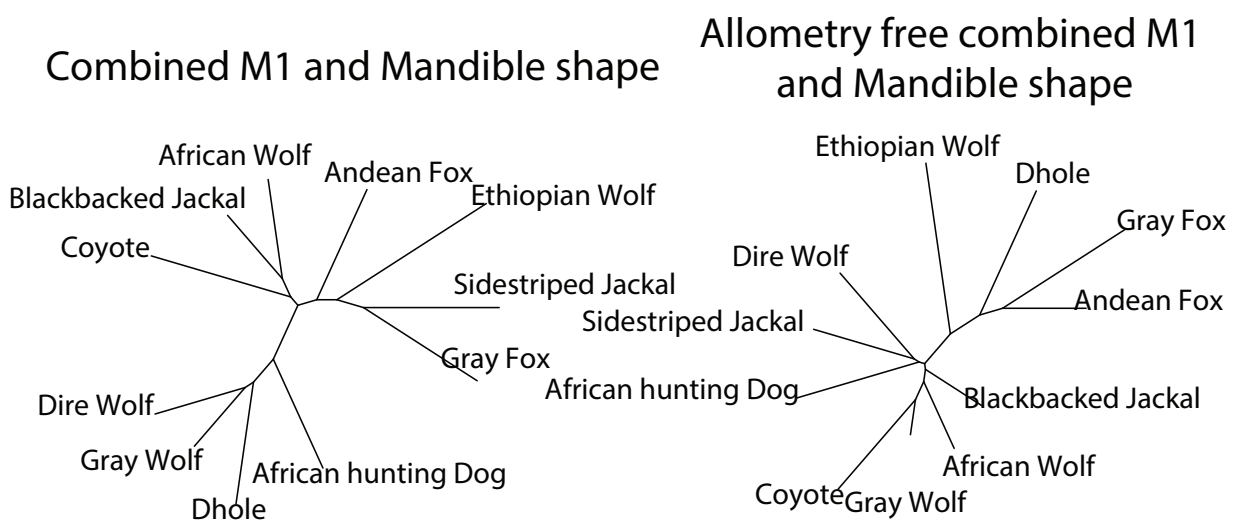 Combined M1 and Mandible shape
African Wolf
Andean Fox
Blackbacked Jackal
Ethiopian Wolf
Coyote
Sidestriped Jackal
Gray Fox
Dire Wolf
Gray Wolf
African hunting Dog
Dhole
Allometry free combined M1
and Mandible shape
Ethiopian Wolf
Dhole
Gray Fox
Dire Wolf
Andean Fox
Sidestriped Jackal
African hunting Dog
Blackbacked Jackal
African Wolf
Coyote
Gray Wolf